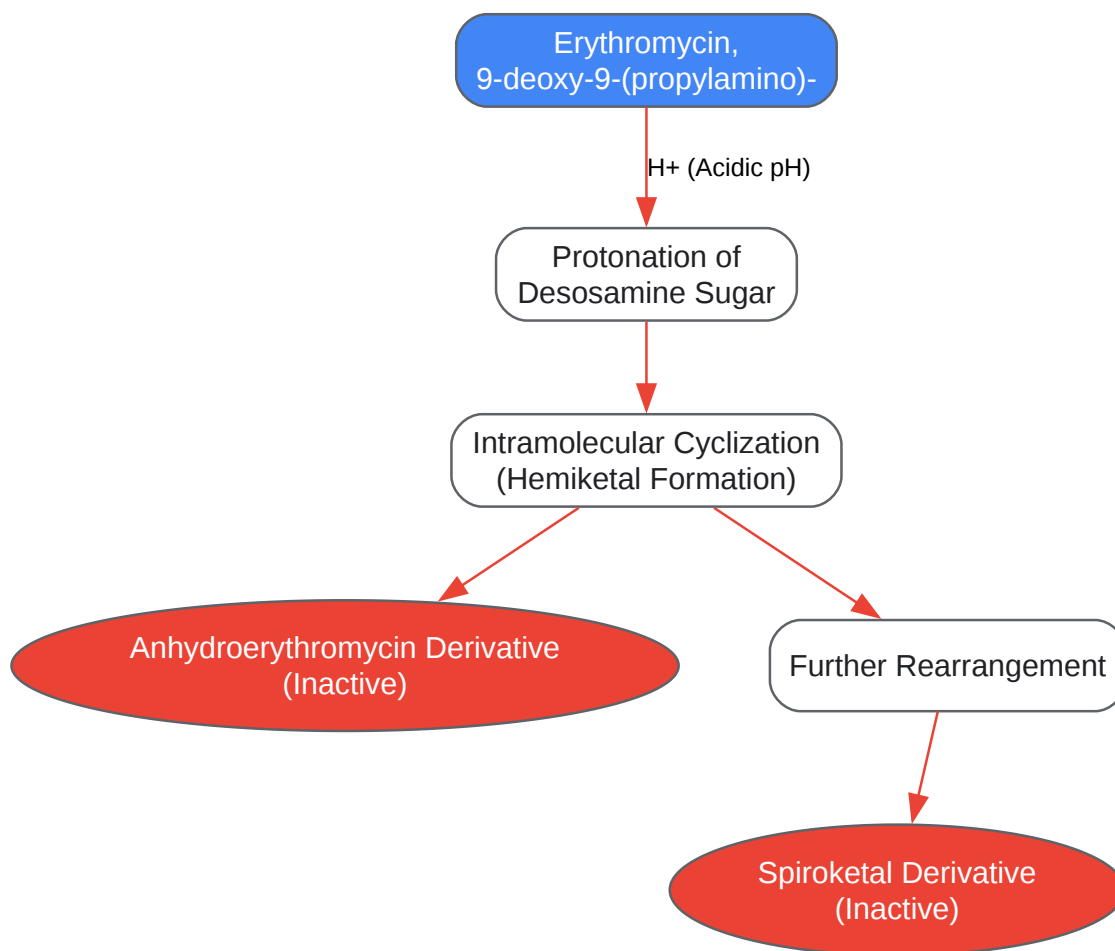 Erythromycin,
9-deoxy-9-(propylamino)-
H+ (Acidic pH)
Protonation of
Desosamine Sugar
Intramolecular Cyclization
(Hemiketal Formation)
Anhydroerythromycin Derivative
(Inactive)
Further Rearrangement
Spiroketal Derivative
(Inactive)